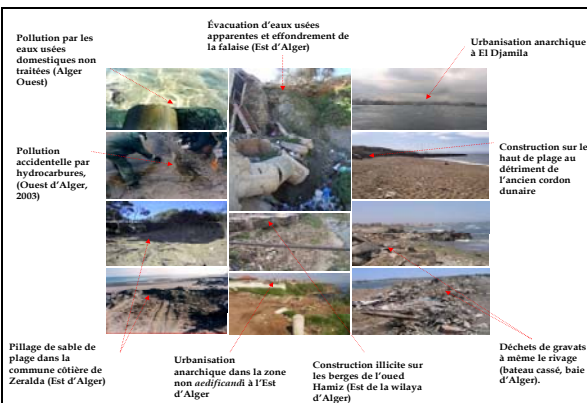 Pollution par les
eaux usées
domestiques non
traitées (Alger
Ouest)
Évacuation d'eaux usées
apparentes et effondrement de
la falaise (Est d'Alger)
Urbanisation anarchique
à El Djamila
Pollution
accidentelle par
hydrocarbures,
(Ouest d'Alger,
2003)
Construction sur le
haut de plage au
détriment de
l'ancien cordon
dunaire
Pillage de sable de
plage dans la
commune côtière de
Zeralda (Est d'Alger)
Urbanisation
anarchique dans la zone
non aedificandi à l'Est
d'Alger
Construction illicite sur
les berges de l'oued
Hamiz (Est de la wilaya
d'Alger)
Déchets de gravats
à même le rivage
(bateau cassé, baie
d'Alger).